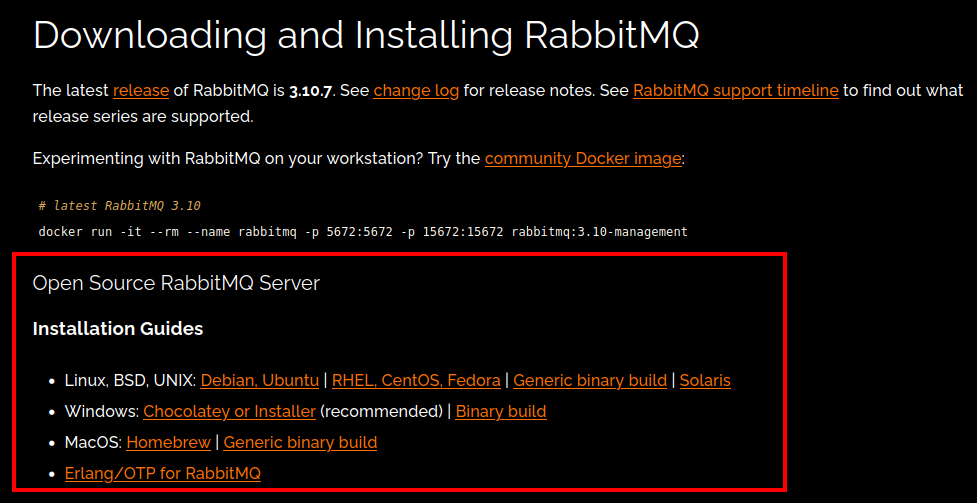 Downloading and Installing RabbitMQ
The latest release of RabbitMQ is 3.10.7. See change log for release notes. See RabbitMQ support timeline to find out what
release series are supported.
Experimenting with RabbitMQ on your workstation? Try the community Docker image:
# latest RabbitMQ 3.10
docker run -it --rm --name rabbitmq -p 5672:5672 -p 15672:15672 rabbitmq:3.10-management
Open Source RabbitMQ Server
Installation Guides
• Linux, BSD, UNIX: Debian, Ubuntu | RHEL, CentOS, Fedora | Generic binary build | Solaris
• Windows: Chocolatey or Installer (recommended) | Binary build
• MacOS: Homebrew | Generic binary build
• Erlang/OTP for RabbitMQ